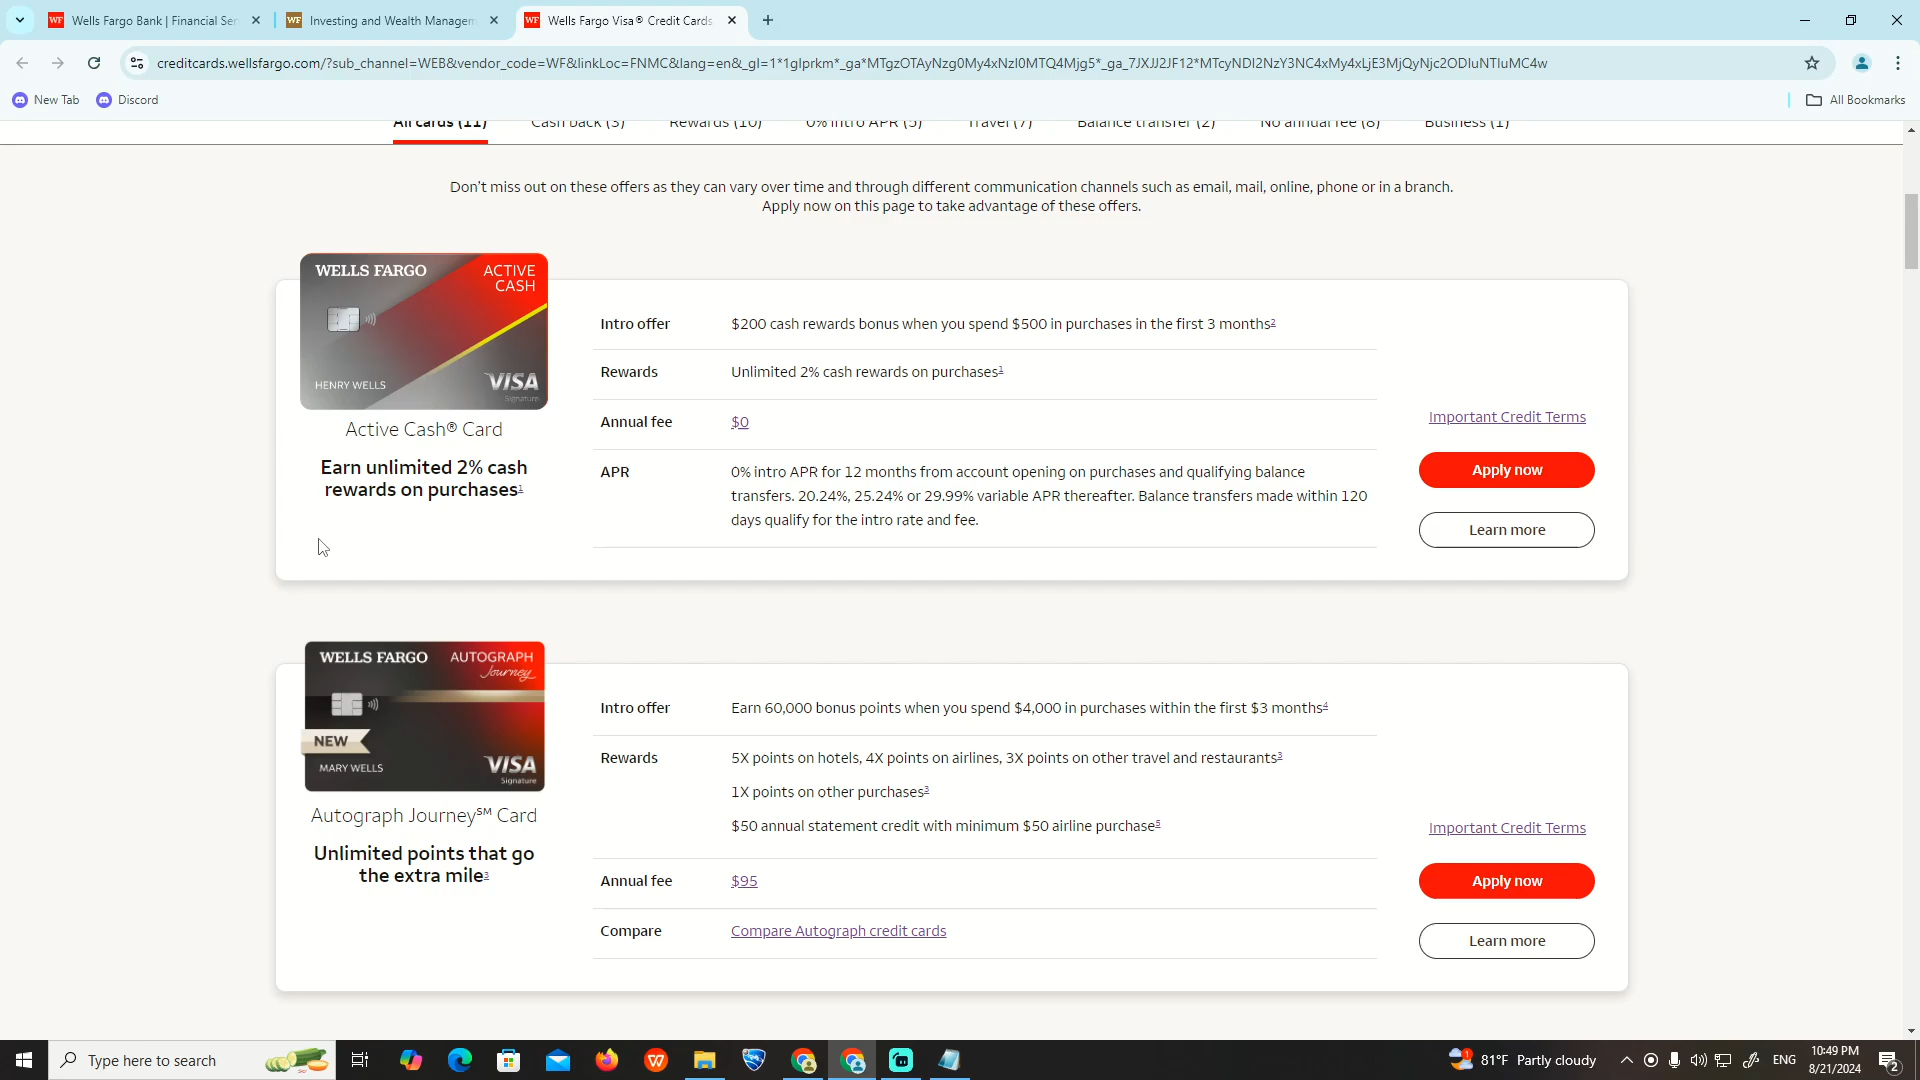 Wells Fargo Bank | Financial Ser
Investing and Wealth Managem
Wells Fargo Visa® Credit Cards
creditcards.wellsfargo.com/?sub_channel=WEB&vendor_code=WF&linkLoc=FNMC&lang=en&_gl=1*1glprkm*_ga*MTgzOTAyNzg0My4xNzI0MTQ4Mjg5*_ga_7JXJJ2JF12*MTcyNDI2NzY3NC4xMy4xLjE3MjQyNjc2ODIuNTIuMC4w
New Tab
Discord
All Bookmarks
All cards (11)
Cash back (3)
Rewards (10)
0% intro APR (5)
Travel (7)
Balance transfer (2)
No annual fee (8)
Business (1)
Don't miss out on these offers as they can vary over time and through different communication channels such as email, mail, online, phone or in a branch.
Apply now on this page to take advantage of these offers.
WELLS FARGO
ACTIVE
CASH
HENRY WELLS
VISA
Signature
Active Cash® Card
Earn unlimited 2% cash
rewards on purchases1
Intro offer
$200 cash rewards bonus when you spend $500 in purchases in the first 3 months2
Rewards
Unlimited 2% cash rewards on purchases1
Annual fee
$0
APR
0% intro APR for 12 months from account opening on purchases and qualifying balance
transfers. 20.24%, 25.24% or 29.99% variable APR thereafter. Balance transfers made within 120
days qualify for the intro rate and fee.
Important Credit Terms
Apply now
Learn more
WELLS FARGO
AUTOGRAPH
Journey
NEW
MARY WELLS
VISA
Signature
Autograph Journey℠ Card
Unlimited points that go
the extra mile3
Intro offer
Earn 60,000 bonus points when you spend $4,000 in purchases within the first $3 months4
Rewards
5X points on hotels, 4X points on airlines, 3X points on other travel and restaurants3
1X points on other purchases3
$50 annual statement credit with minimum $50 airline purchase5
Annual fee
$95
Compare
Compare Autograph credit cards
Important Credit Terms
Apply now
Learn more
Type here to search
81°F Partly cloudy
ENG
10:49 PM
8/21/2024
2